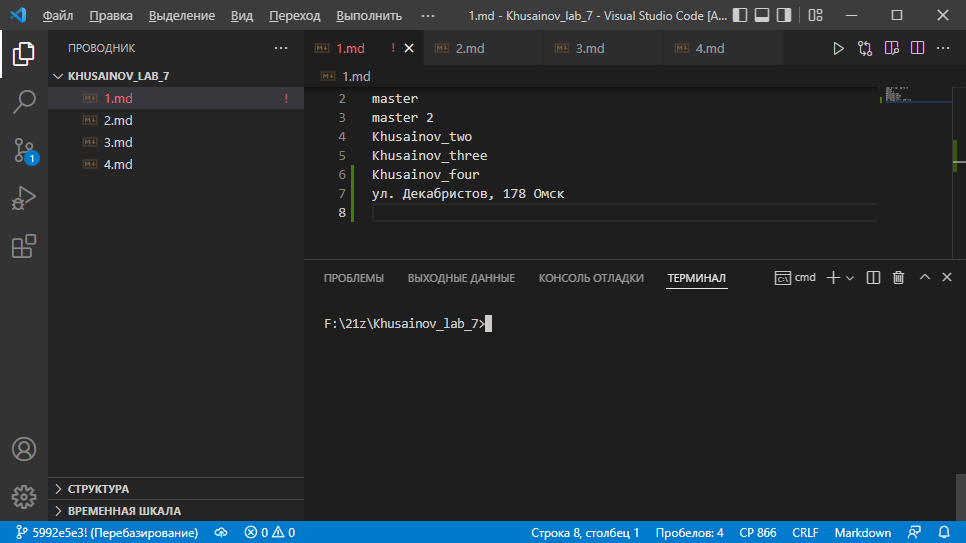 Файл Правка Выделение Вид Переход Выполнить ··· 1.md - Khusainov_lab_7 - Visual Studio Code [А...
ПРОВОДНИК ···
KHUSAINOV_LAB_7
1.md !
2.md
3.md
4.md
СТРУКТУРА
ВРЕМЕННАЯ ШКАЛА
1
1.md ! 2.md 3.md 4.md
1.md
2 master
3 master 2
4 Khusainov_two
5 Khusainov_three
6 Khusainov_four
7 ул. Декабристов, 178 Омск
8
ПРОБЛЕМЫ ВЫХОДНЫЕ ДАННЫЕ КОНСОЛЬ ОТЛАДКИ ТЕРМИНАЛ cmd
F:\21z\Khusainov_lab_7>
5992e5e3! (Перебазирование) 0 0 Строка 8, столбец 1 Пробелов: 4 CP 866 CRLF Markdown